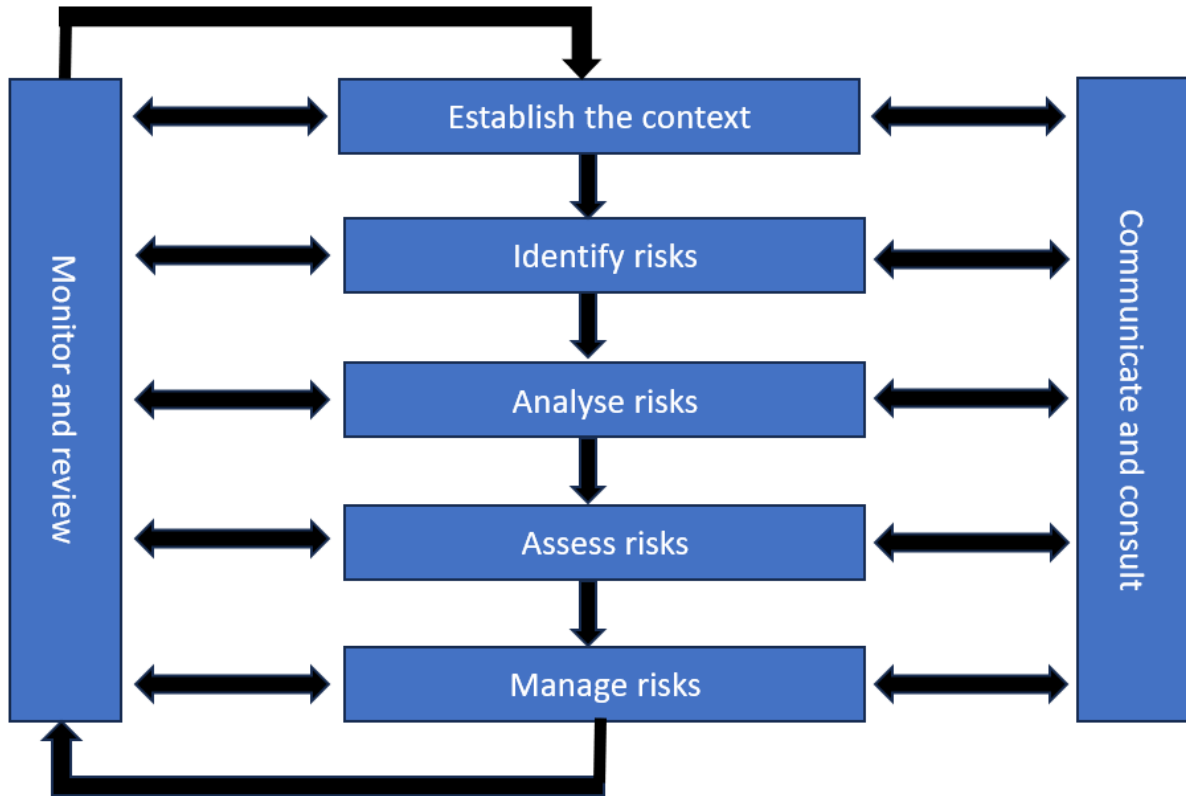 Establish the context
Identify risks
Analyse risks
Assess risks
Manage risks
Monitor and review
Communicate and consult